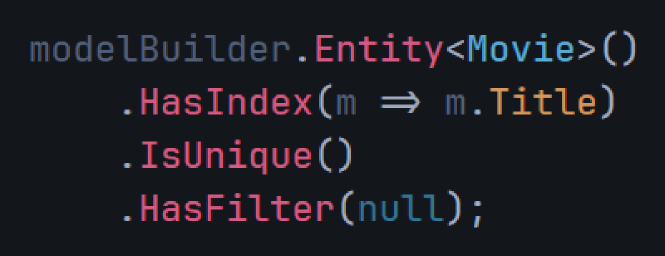 modelBuilder.Entity<Movie>()
    .HasIndex(m => m.Title)
    .IsUnique()
    .HasFilter(null);